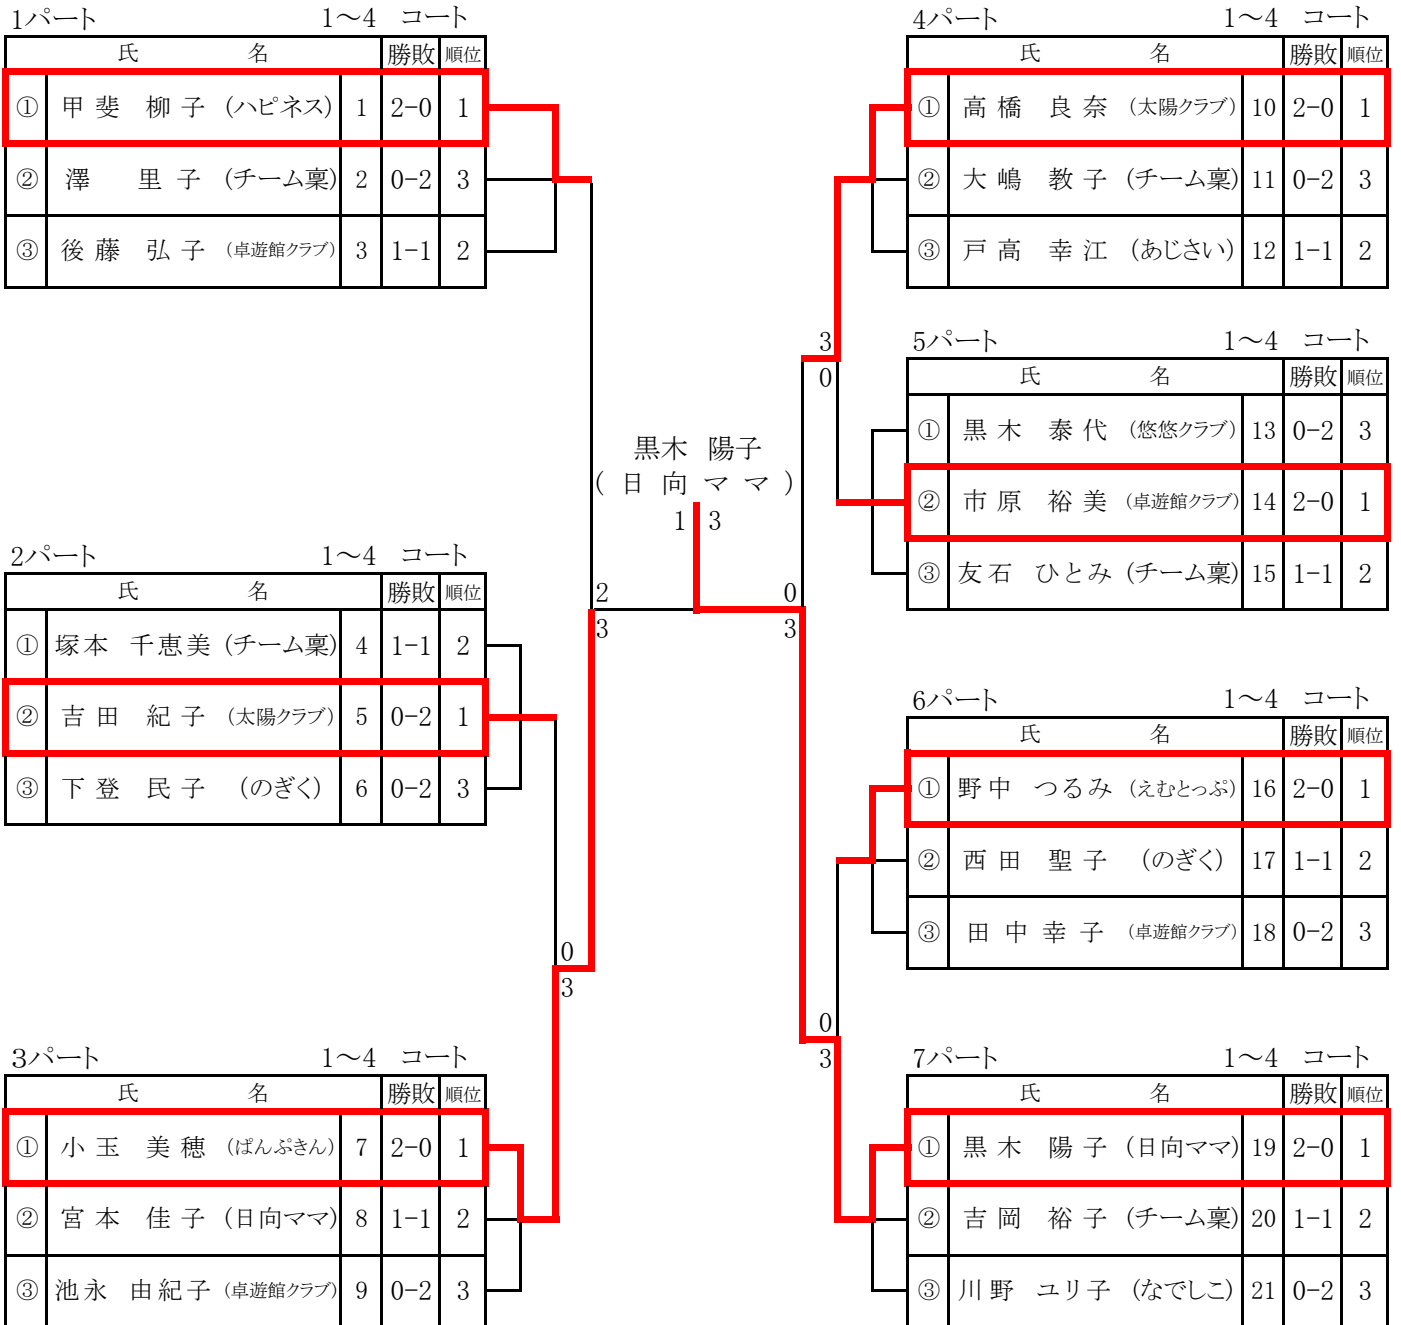 1パート 1～4 コート
氏 名 勝敗 順位
① 甲斐 柳子 (ハピネス) 1 2-0 1
② 澤 里子 (チーム稟) 2 0-2 3
③ 後藤 弘子 (卓遊館クラブ) 3 1-1 2
2パート 1～4 コート
氏 名 勝敗 順位
① 塚本 千恵美 (チーム稟) 4 1-1 2
② 吉田 紀子 (太陽クラブ) 5 0-2 1
③ 下登 民子 (のぎく) 6 0-2 3
3パート 1～4 コート
氏 名 勝敗 順位
① 小玉 美穂 (ぱんぷきん) 7 2-0 1
② 宮本 佳子 (日向ママ) 8 1-1 2
③ 池永 由紀子 (卓遊館クラブ) 9 0-2 3
2
3
0
3
黒木 陽子
(日向ママ)
1 3
3
0
0
3
0
3
4パート 1～4 コート
氏 名 勝敗 順位
① 高橋 良奈 (太陽クラブ) 10 2-0 1
② 大嶋 教子 (チーム稟) 11 0-2 3
③ 戸高 幸江 (あじさい) 12 1-1 2
5パート 1～4 コート
氏 名 勝敗 順位
① 黒木 泰代 (悠悠クラブ) 13 0-2 3
② 市原 裕美 (卓遊館クラブ) 14 2-0 1
③ 友石 ひとみ (チーム稟) 15 1-1 2
6パート 1～4 コート
氏 名 勝敗 順位
① 野中 つるみ (えむとっぷ) 16 2-0 1
② 西田 聖子 (のぎく) 17 1-1 2
③ 田中幸子 (卓遊館クラブ) 18 0-2 3
7パート 1～4 コート
氏 名 勝敗 順位
① 黒木 陽子 (日向ママ) 19 2-0 1
② 吉岡 裕子 (チーム稟) 20 1-1 2
③ 川野 ユリ子 (なでしこ) 21 0-2 3